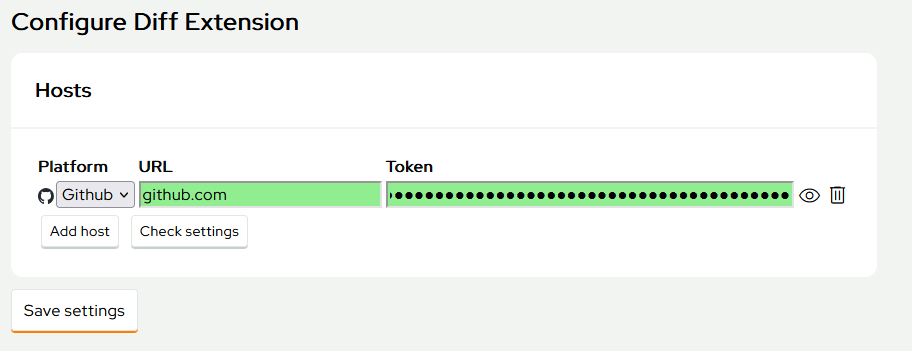 Configure Diff Extension
Hosts
Platform URL Token
Github github.com ••••••••••••••••••••••••••••••••••••••
Add host Check settings
Save settings